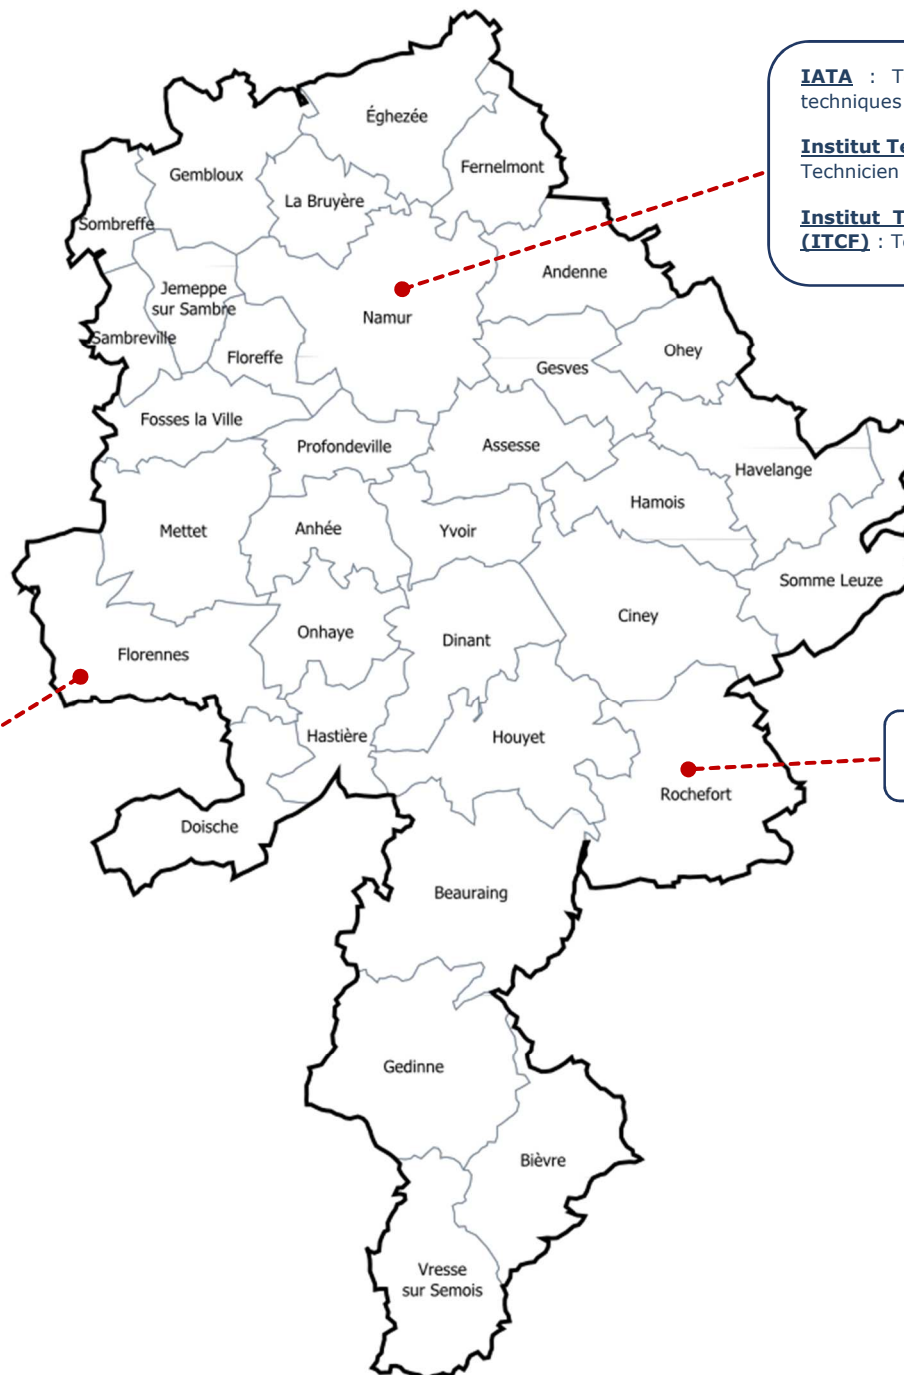 Éghezée
Fernelmont
Gembloux
La Bruyère
Sombreffe
Andenne
Jemeppe
sur Sambre
Namur
Sambreville
Floreffe
Gesves
Ohey
Fosses la Ville
Profondeville
Assesse
Havelange
Hamois
Mettet
Anhée
Yvoir
Somme Leuze
Ciney
Onhaye
Dinant
Florennes
Hastière
Houyet
Rochefort
Doische
Beauraing
Gedinne
Bièvre
Vresse
sur Semois
IATA : T
techniques
Institut Te
Technicien
Institut T
(ITCF) : Te